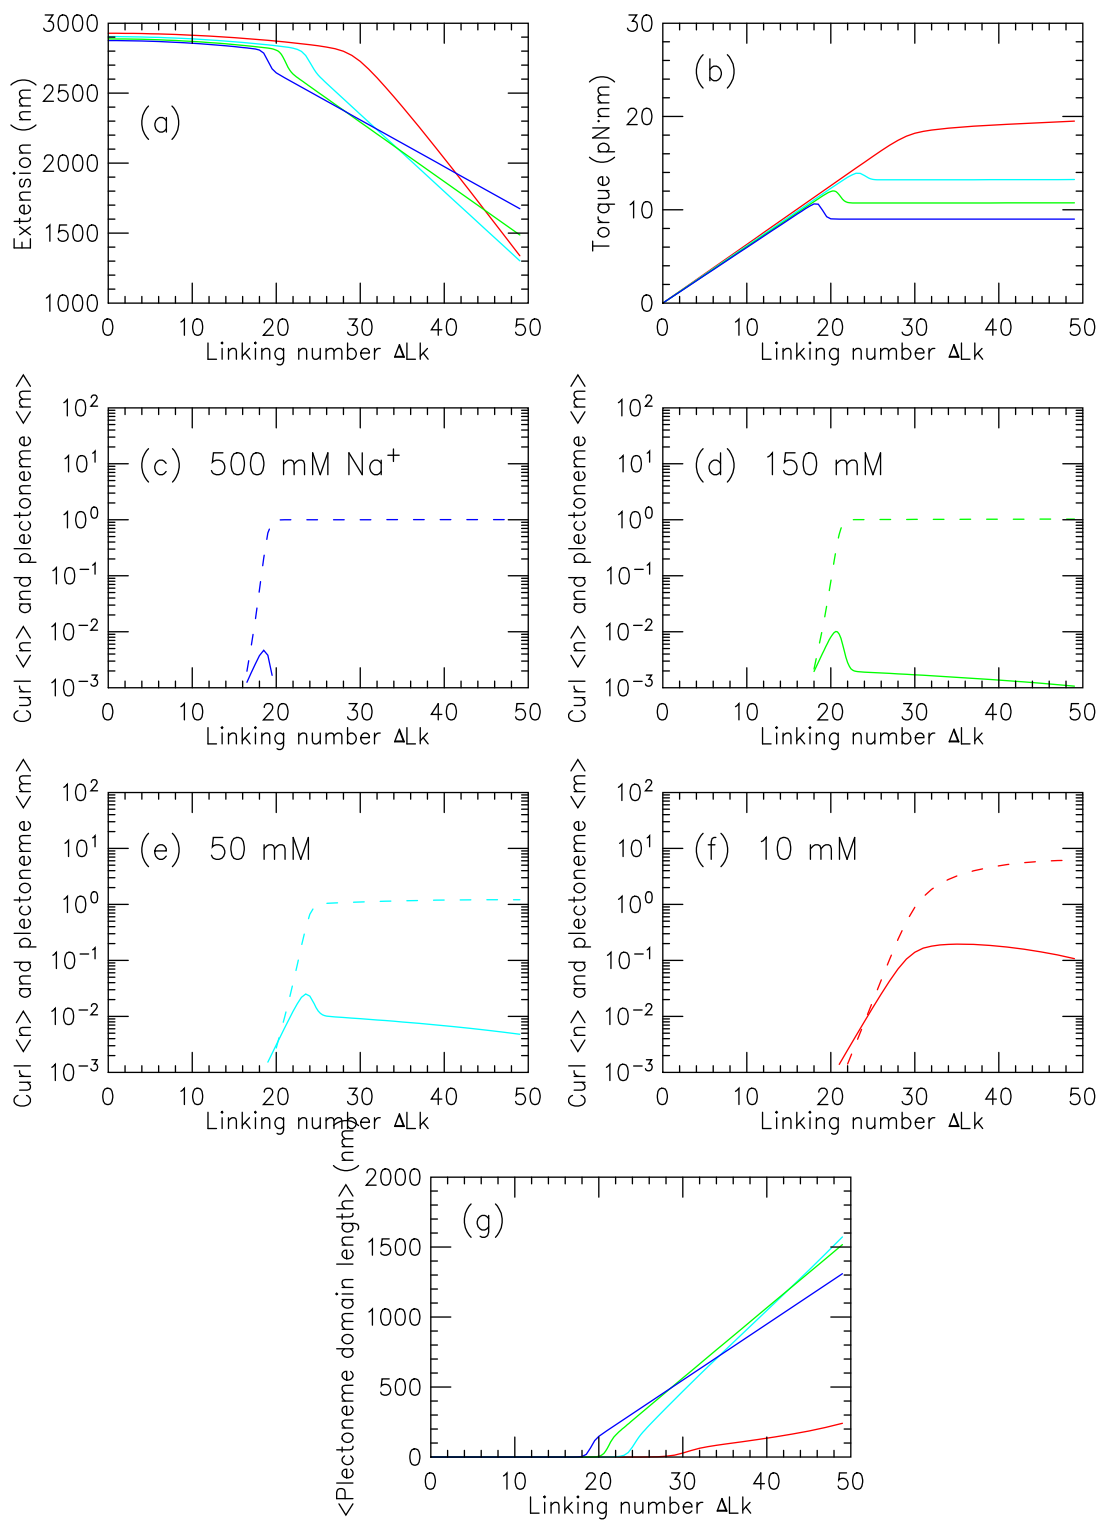 3000
2500
2000
1500
1000
Extension (nm)
(a)
0 10 20 30 40 50
Linking number ΔLk
30
20
10
0
Torque (pN·nm)
(b)
0 10 20 30 40 50
Linking number ΔLk
10² 
10¹
10⁰
10⁻¹
10⁻²
10⁻³
Curl <n> and plectoneme <m>
(c) 500 mM Na⁺
0 10 20 30 40 50
Linking number ΔLk
10²
10¹
10⁰
10⁻¹
10⁻²
10⁻³
Curl <n> and plectoneme <m>
(d) 150 mM
0 10 20 30 40 50
Linking number ΔLk
10²
10¹
10⁰
10⁻¹
10⁻²
10⁻³
Curl <n> and plectoneme <m>
(e) 50 mM
0 10 20 30 40 50
Linking number ΔLk
10²
10¹
10⁰
10⁻¹
10⁻²
10⁻³
Curl <n> and plectoneme <m>
(f) 10 mM
0 10 20 30 40 50
Linking number ΔLk
2000
1500
1000
500
0
<Plectoneme domain length> (nm)
(g)
0 10 20 30 40 50
Linking number ΔLk